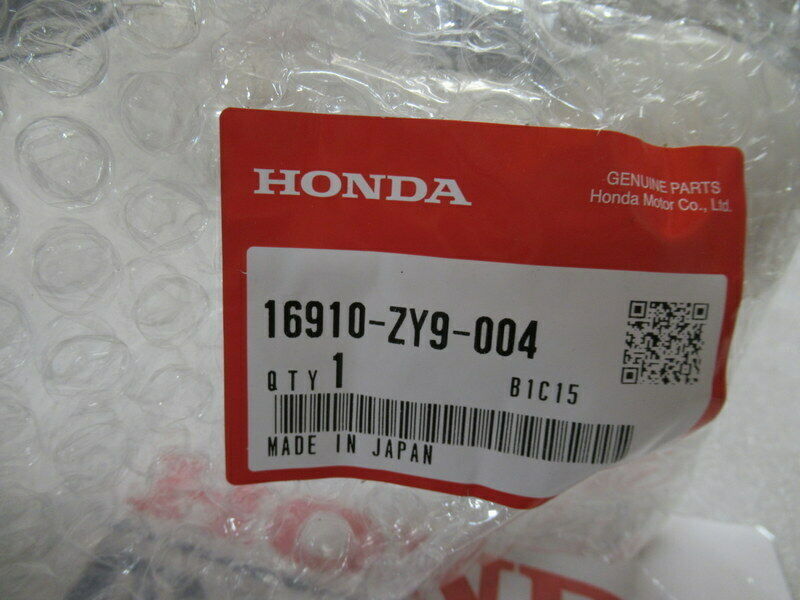 HONDA
GENUINE PARTS
Honda Motor Co., Ltd.
16910-ZY9-004
QTY 1
B1C15
MADE IN JAPAN